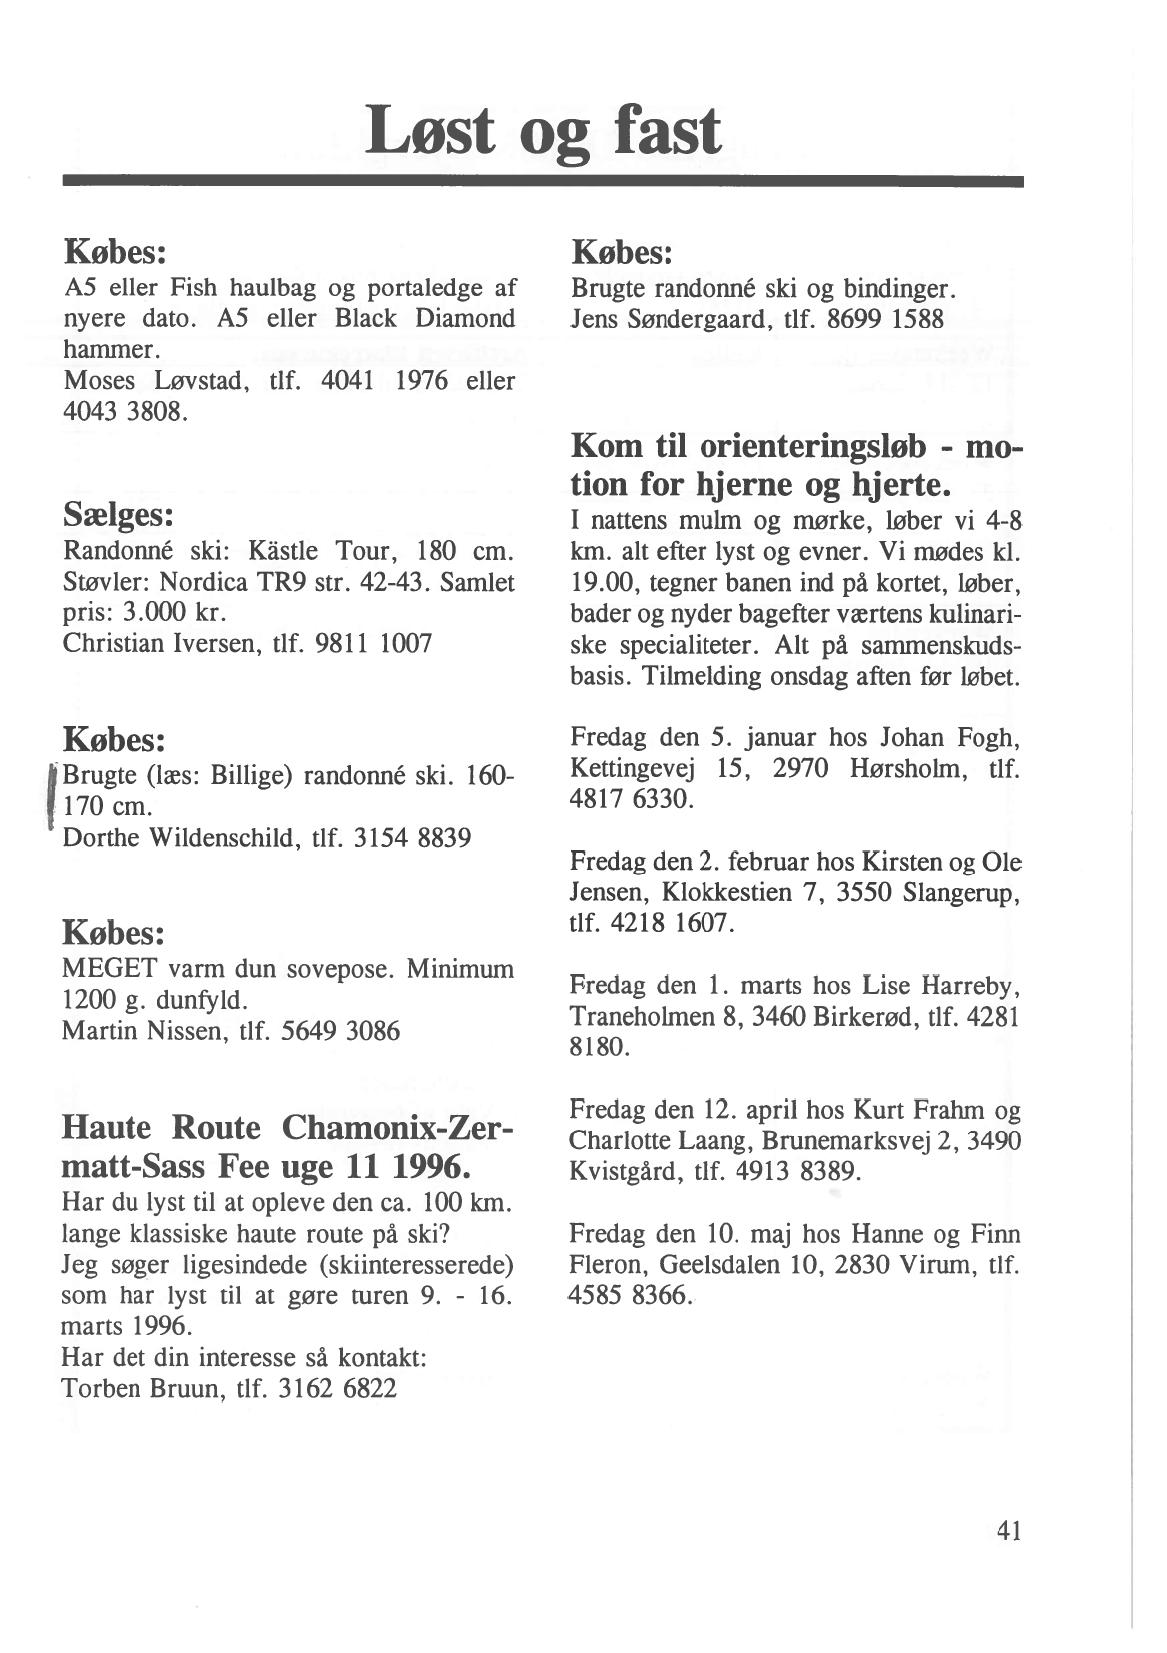 Løst og fast
Købes:
A5 eller Fish haulbag og portaledge af
nyere dato. A5 eller Black Diamond
hammer.
Moses Løvstad, tlf. 4041 1976 eller
4043 3808.
Sælges:
Randonné ski: Kästle Tour, 180 cm.
Støvler: Nordica TR9 str. 42-43. Samlet
pris: 3.000 kr.
Christian Iversen, tlf. 9811 1007
Købes:
Brugte (læs: Billige) randonné ski. 160-
170 cm.
Dorthe Wildenschild, tlf. 3154 8839
Købes:
MEGET varm dun sovepose. Minimum
1200 g. dunfyld.
Martin Nissen, tlf. 5649 3086
Haute Route Chamonix-Zer-
matt-Sass Fee uge 11 1996.
Har du lyst til at opleve den ca. 100 km.
lange klassiske haute route på ski?
Jeg søger ligesindede (skiinteresserede)
som har lyst til at gøre turen 9. - 16.
marts 1996.
Har det din interesse så kontakt:
Torben Bruun, tlf. 3162 6822
Købes:
Brugte randonné ski og bindinger.
Jens Søndergaard, tlf. 8699 1588
Kom til orienteringsløb - mo-
tion for hjerne og hjerte.
I nattens mulm og mørke, løber vi 4-8
km. alt efter lyst og evner. Vi mødes kl.
19.00, tegner banen ind på kortet, løber,
bader og nyder bagefter værtens kulinari-
ske specialiteter. Alt på sammenskuds-
basis. Tilmelding onsdag aften før løbet.
Fredag den 5. januar hos Johan Fogh,
Kettingevej 15, 2970 Hørsholm, tlf.
4817 6330.
Fredag den 2. februar hos Kirsten og Ole
Jensen, Klokkestien 7, 3550 Slangerup,
tlf. 4218 1607.
Fredag den 1. marts hos Lise Harreby,
Traneholmen 8, 3460 Birkerød, tlf. 4281
8180.
Fredag den 12. april hos Kurt Frahm og
Charlotte Laang, Brunemarksvej 2, 3490
Kvistgård, tlf. 4913 8389.
Fredag den 10. maj hos Hanne og Finn
Fleron, Geelsdalen 10, 2830 Virum, tlf.
4585 8366.
41